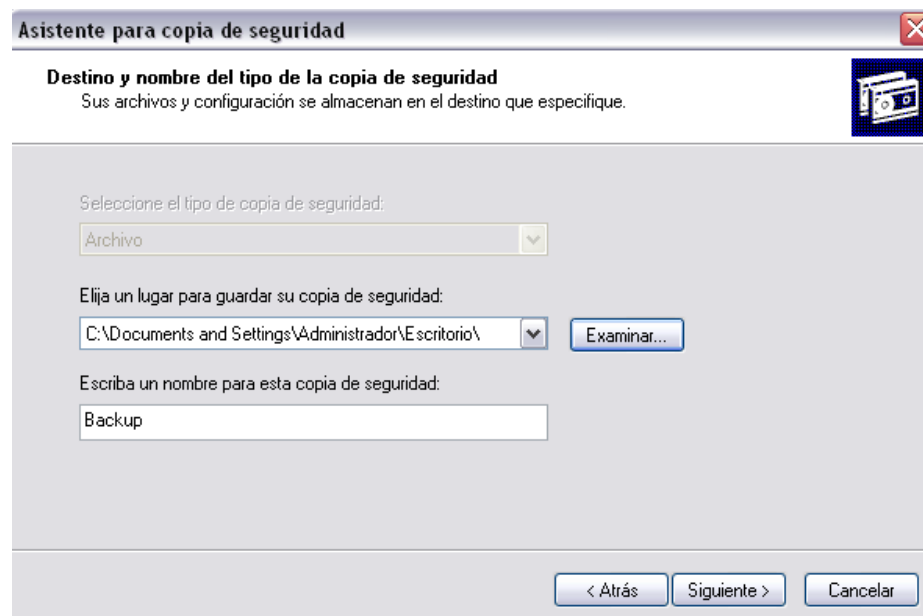 Asistente para copia de seguridad
Destino y nombre del tipo de la copia de seguridad
Sus archivos y configuración se almacenan en el destino que especifique.
Seleccione el tipo de copia de seguridad:
Archivo
Elija un lugar para guardar su copia de seguridad:
C:\Documents and Settings\Administrador\Escritorio\
Examinar...
Escriba un nombre para esta copia de seguridad:
Backup
< Atrás
Siguiente >
Cancelar